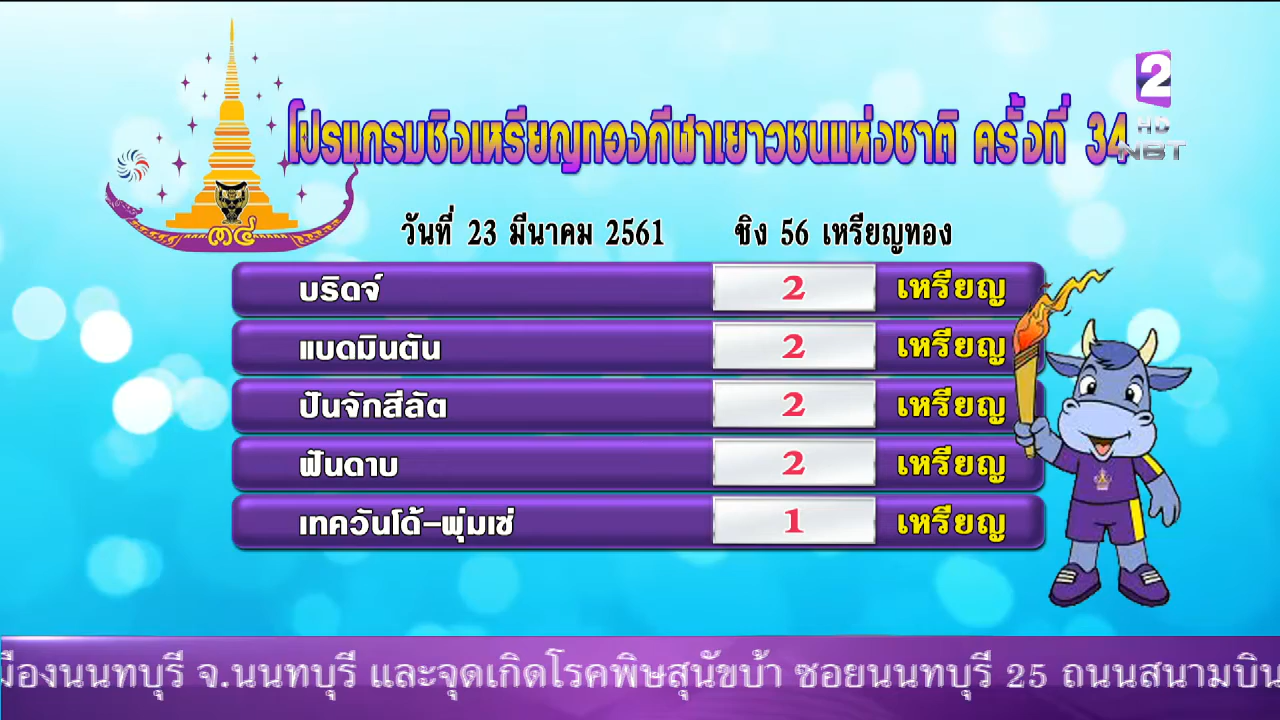 2
HD
NBT
โปรแกรมชิงเหรียญทองกีฬาเยาวชนแห่งชาติ ครั้งที่ 34
๓๔
วันที่ 23 มีนาคม 2561 ชิง 56 เหรียญทอง
บริดจ์ 2 เหรียญ
แบดมินตัน 2 เหรียญ
ปันจักสีลัต 2 เหรียญ
ฟันดาบ 2 เหรียญ
เทควันโด้-พุ่มเซ่ 1 เหรียญ
มืองนนทบุรี จ.นนทบุรี และจุดเกิดโรคพิษสุนัขบ้า ซอยนนทบุรี 25 ถนนสนามบิน